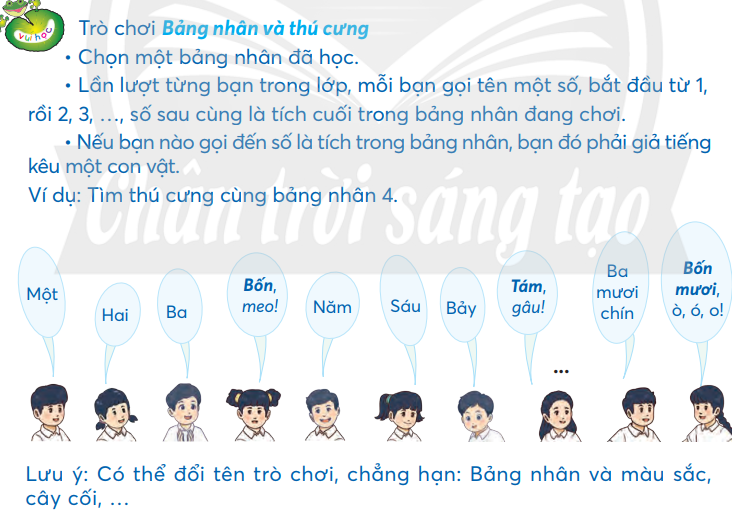 vui học
Trò chơi Bảng nhân và thú cưng
• Chọn một bảng nhân đã học.
• Lần lượt từng bạn trong lớp, mỗi bạn gọi tên một số, bắt đầu từ 1,
rồi 2, 3, ..., số sau cùng là tích cuối trong bảng nhân đang chơi.
• Nếu bạn nào gọi đến số là tích trong bảng nhân, bạn đó phải giả tiếng
kêu một con vật.
Ví dụ: Tìm thú cưng cùng bảng nhân 4.
Chân trời sáng tạo
Một
Hai
Ba
Bốn,
meo!
Năm
Sáu
Bảy
Tám,
gâu!
...
Ba
mươi
chín
Bốn
mươi,
ò, ó, o!
Lưu ý: Có thể đổi tên trò chơi, chẳng hạn: Bảng nhân và màu sắc,
cây cối, ...